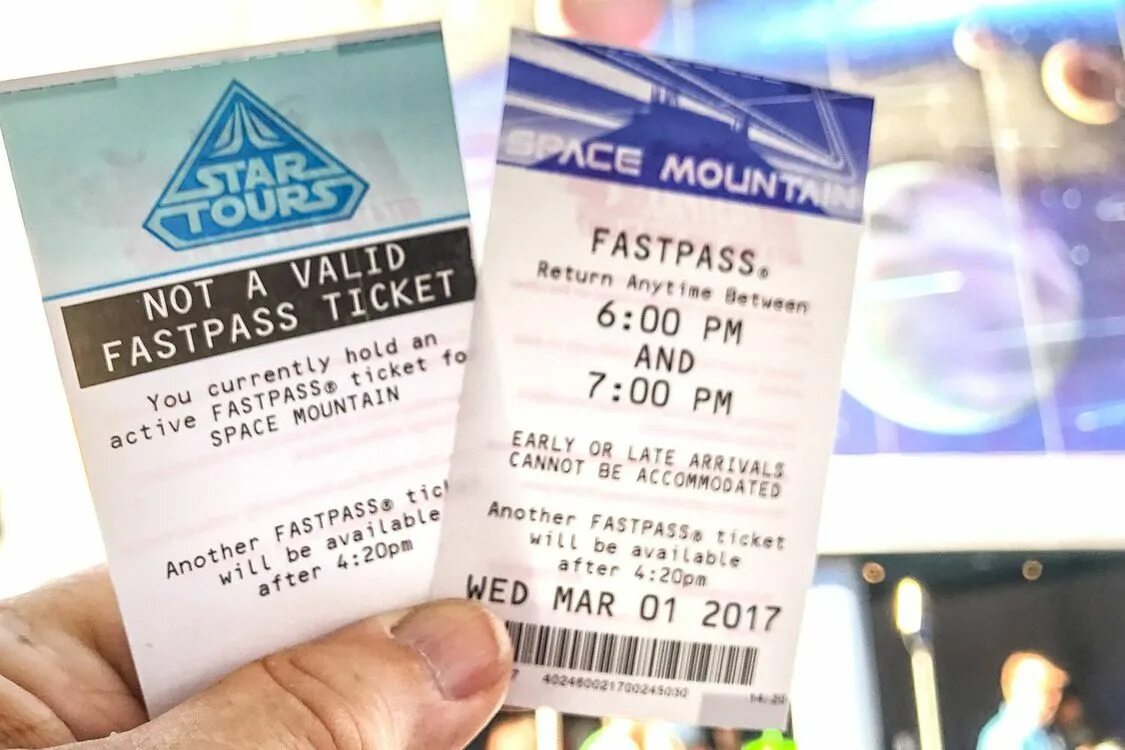 STAR
TOURS
NOT A VALID
FASTPASS TICKET
You currently hold an
active FASTPASS® ticket fo
SPACE MOUNTAIN
Another FASTPASS® tick
will be available
after 4:20pm
SPACE MOUNTAIN
FASTPASS®
Return Anytime Between
6:00 PM
AND
7:00 PM
EARLY OR LATE ARRIVALS
CANNOT BE ACCOMMODATED
Another FASTPASS® ticket
will be available
after 4:20pm
WED MAR 01 2017